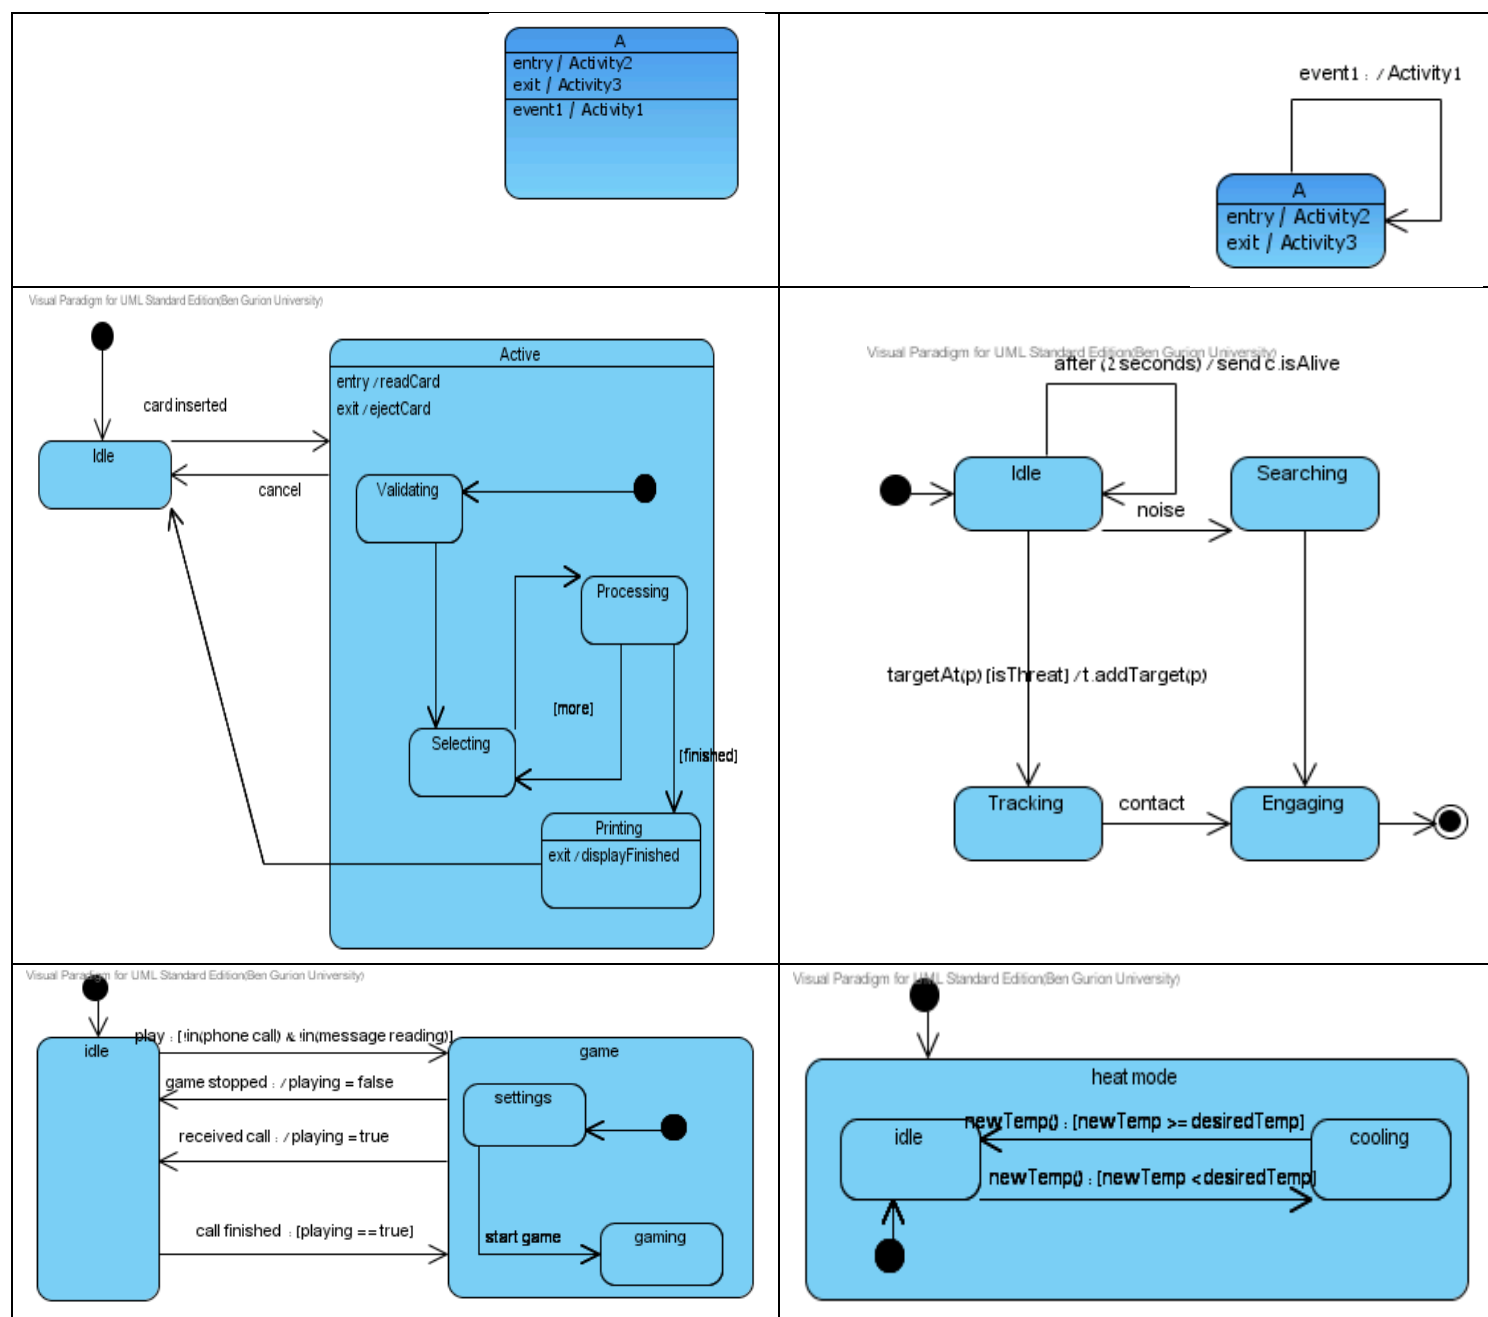 A
entry / Activity2
exit / Activity3
event1 / Activity1
event1 : / Activity1
A
entry / Activity2
exit / Activity3
Visual Paradigm for UML Standard Edition(Ben Gurion University)
Active
entry / readCard
exit / ejectCard
card inserted
Idle
cancel
Validating
Processing
[more]
Selecting
[finished]
Printing
exit / displayFinished
Visual Paradigm for UML Standard Edition(Ben Gurion University)
after (2 seconds) / send c.isAlive
Idle
Searching
noise
targetAt(p) [isThreat] / t.addTarget(p)
Tracking
contact
Engaging
Visual Paradigm for UML Standard Edition(Ben Gurion University)
play : [!in(phone call) & !in(message reading)]
idle
game
game stopped : / playing = false
settings
received call : / playing = true
call finished : [playing == true]
start game
gaming
Visual Paradigm for UML Standard Edition(Ben Gurion University)
heat mode
newTemp() : [newTemp >= desiredTemp]
idle
cooling
newTemp() : [newTemp < desiredTemp]